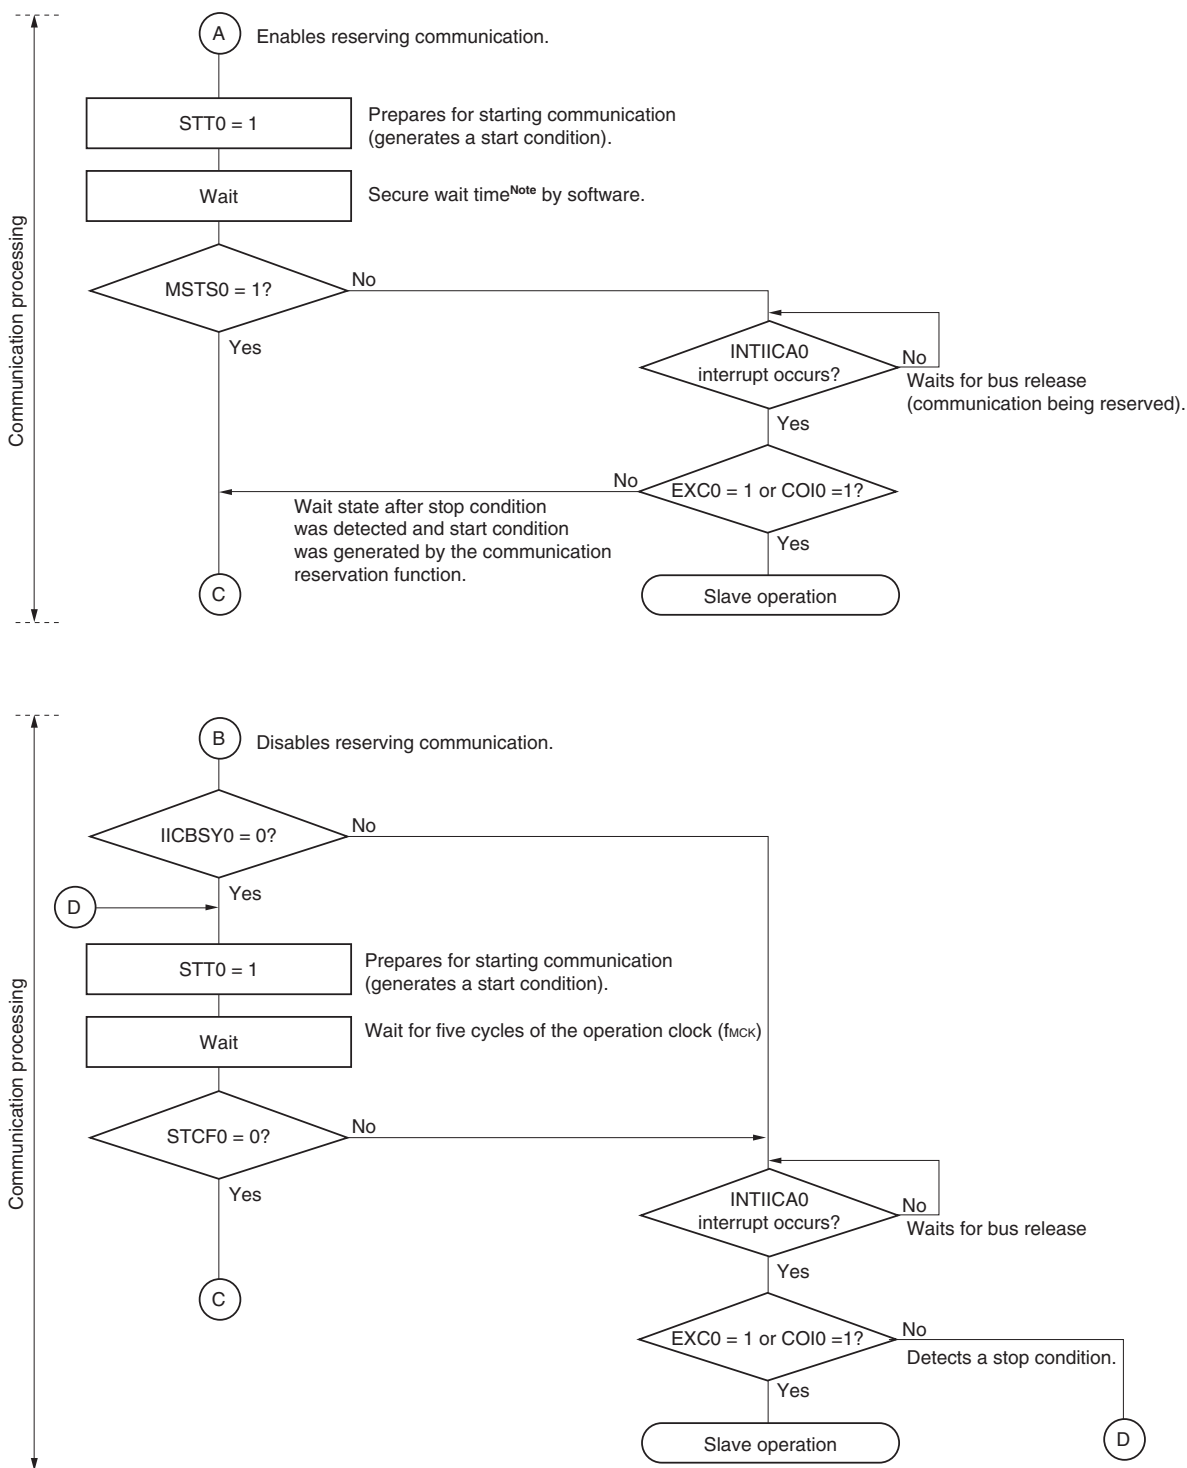 A
Enables reserving communication.
STT0 = 1
Prepares for starting communication
(generates a start condition).
Wait
Secure wait timeNote by software.
MSTS0 = 1?
No
Yes
INTIICA0
interrupt occurs?
No
Waits for bus release
(communication being reserved).
Yes
EXC0 = 1 or COI0 =1?
No
Wait state after stop condition
was detected and start condition
was generated by the communication
reservation function.
Yes
C
Slave operation
Communication processing
B
Disables reserving communication.
IICBSY0 = 0?
No
Yes
D
STT0 = 1
Prepares for starting communication
(generates a start condition).
Wait
Wait for five cycles of the operation clock (fMCK)
STCF0 = 0?
No
Yes
INTIICA0
interrupt occurs?
No
Waits for bus release
Yes
C
EXC0 = 1 or COI0 =1?
No
Detects a stop condition.
Yes
Slave operation
D
Communication processing